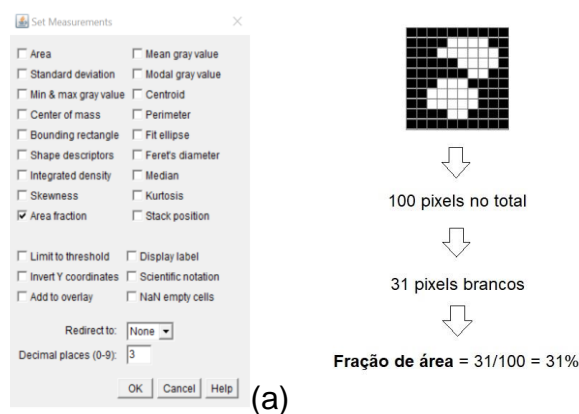 Set Measurements
Area
Mean gray value
Standard deviation
Modal gray value
Min & max gray value
Centroid
Center of mass
Perimeter
Bounding rectangle
Fit ellipse
Shape descriptors
Feret's diameter
Integrated density
Median
Skewness
Kurtosis
Area fraction
Stack position
Limit to threshold
Display label
Invert Y coordinates
Scientific notation
Add to overlay
NaN empty cells
Redirect to: None
Decimal places (0-9): 3
OK Cancel Help
(a)
100 pixels no total
31 pixels brancos
Fração de área = 31/100 = 31%